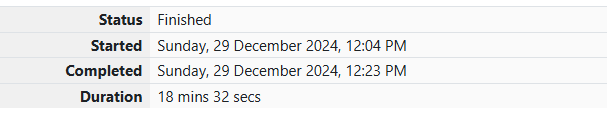 Status Finished
Started Sunday, 29 December 2024, 12:04 PM
Completed Sunday, 29 December 2024, 12:23 PM
Duration 18 mins 32 secs